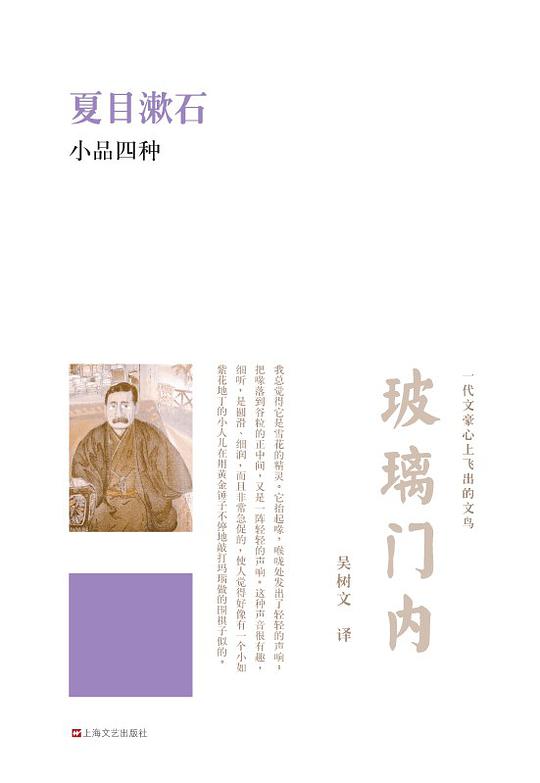 夏目漱石
小品四种
一代文豪心上飞出的文鸟
玻璃门内
吴树文 译
我总觉得它是雪花的精灵。它抬起喙，喉咙处发出了轻轻的声响；
把喙落到谷粒的正中间，又是一阵轻轻的声响。这种声音很有趣，
细听，是圆滑、细润，而且非常急促的，使人觉得好像有一个小如
紫花地丁的小人儿在用黄金锤子不停地敲打玛瑙做的围棋子似的。
上海文艺出版社